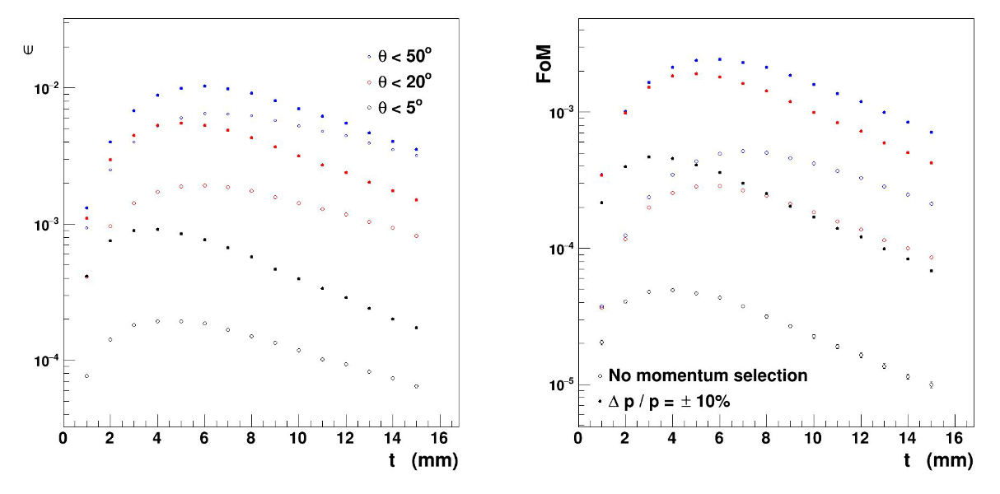 ∈
θ < 50°
θ < 20°
θ < 5°
10⁻²
10⁻³
10⁻⁴
0 2 4 6 8 10 12 14 16
t (mm)
FoM
10⁻³
10⁻⁴
10⁻⁵
No momentum selection
Δ p / p = ± 10%
0 2 4 6 8 10 12 14 16
t (mm)